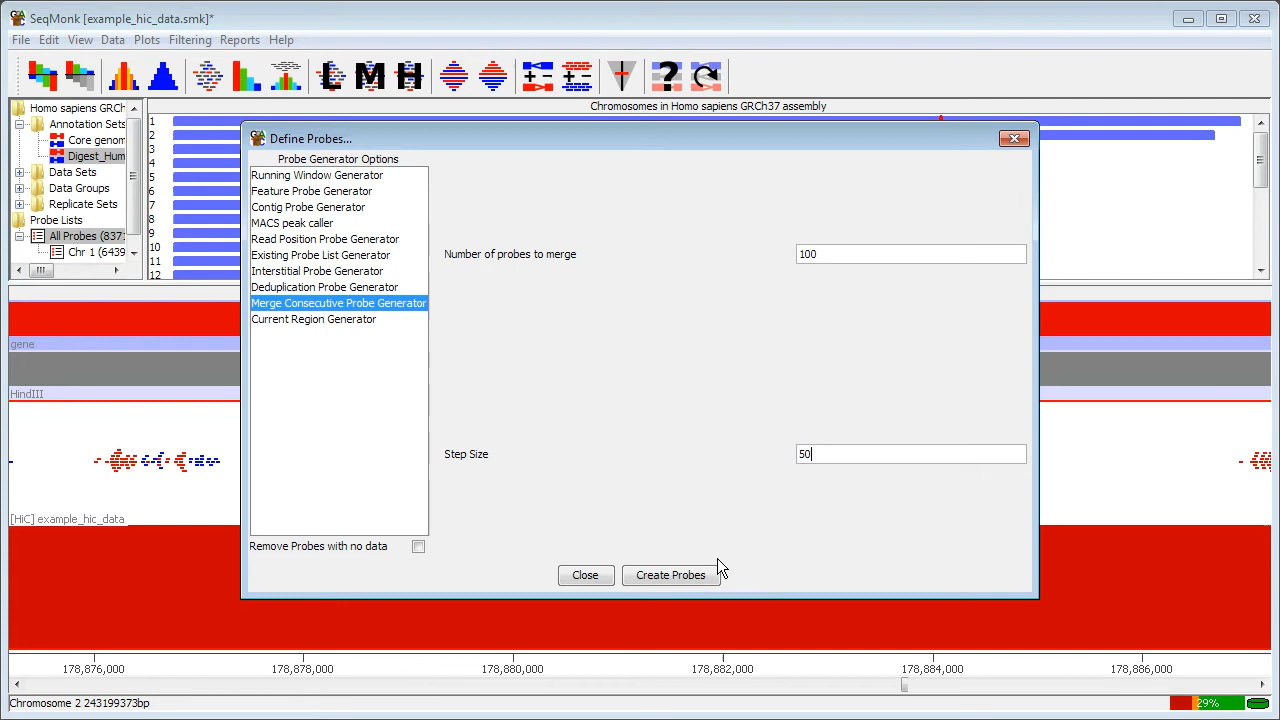 SeqMonk [example_hic_data.smk]*
File Edit View Data Plots Filtering Reports Help
L M H
? 
Homo sapiens GRCh
Annotation Sets
Core genom
Digest_Hum
Data Sets
Data Groups
Replicate Sets
Probe Lists
All Probes (837
Chr 1 (6439
Chromosomes in Homo sapiens GRCh37 assembly
1
2
3
4
5
6
7
8
9
10
11
12
Define Probes...
Probe Generator Options
Running Window Generator
Feature Probe Generator
Contig Probe Generator
MACS peak caller
Read Position Probe Generator
Existing Probe List Generator
Interstitial Probe Generator
Deduplication Probe Generator
Merge Consecutive Probe Generator
Current Region Generator
Number of probes to merge 100
Step Size 50
Remove Probes with no data
Close Create Probes
gene
HindIII
[HiC] example_hic_data
178,876,000 178,878,000 178,880,000 178,882,000 178,884,000 178,886,000
Chromosome 2 243199373bp 29%